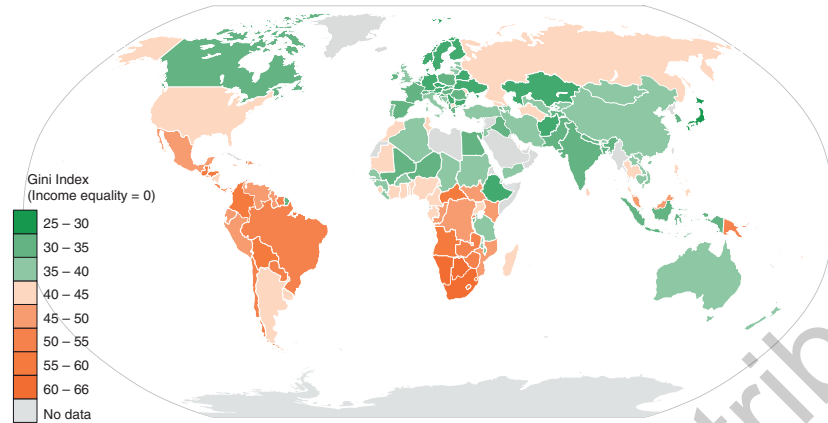 Gini Index
(Income equality = 0)
25 – 30
30 – 35
35 – 40
40 – 45
45 – 50
50 – 55
55 – 60
60 – 66
No data
trib